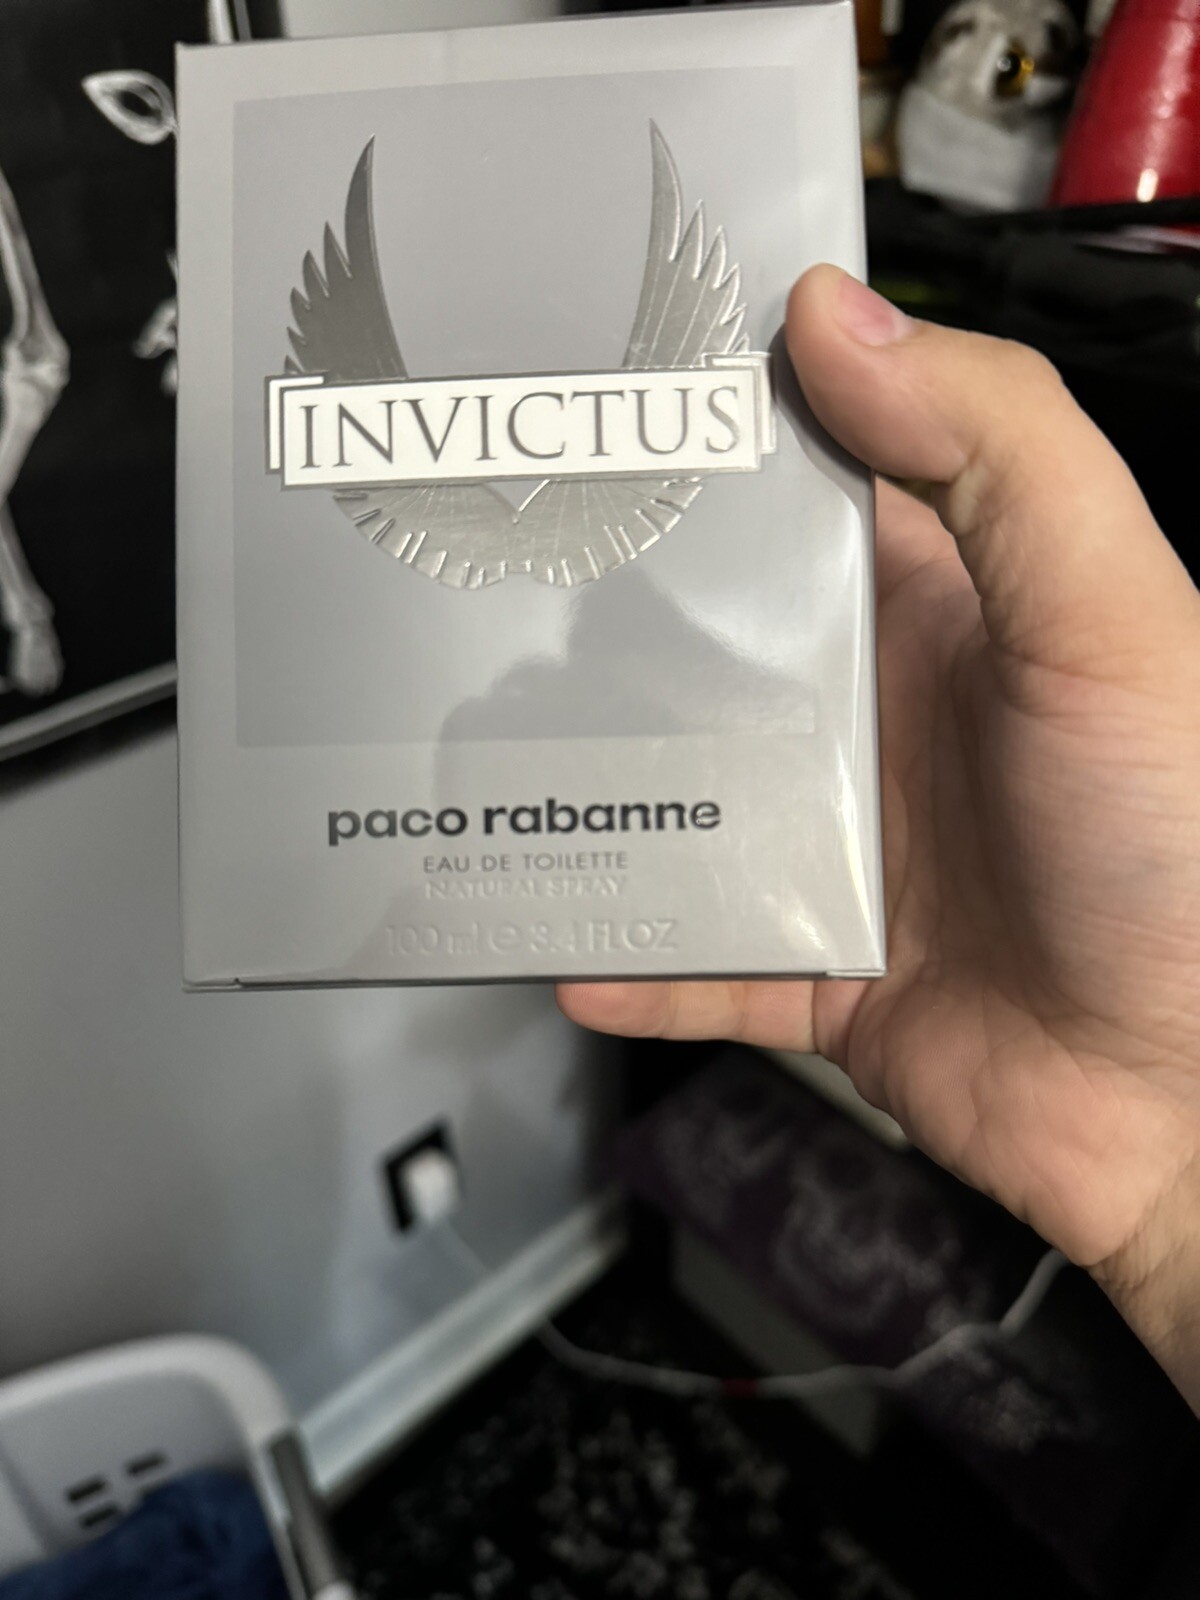 INVICTUS
paco rabanne
EAU DE TOILETTE
NATURAL SPRAY
100 ml e 3.4 FL OZ